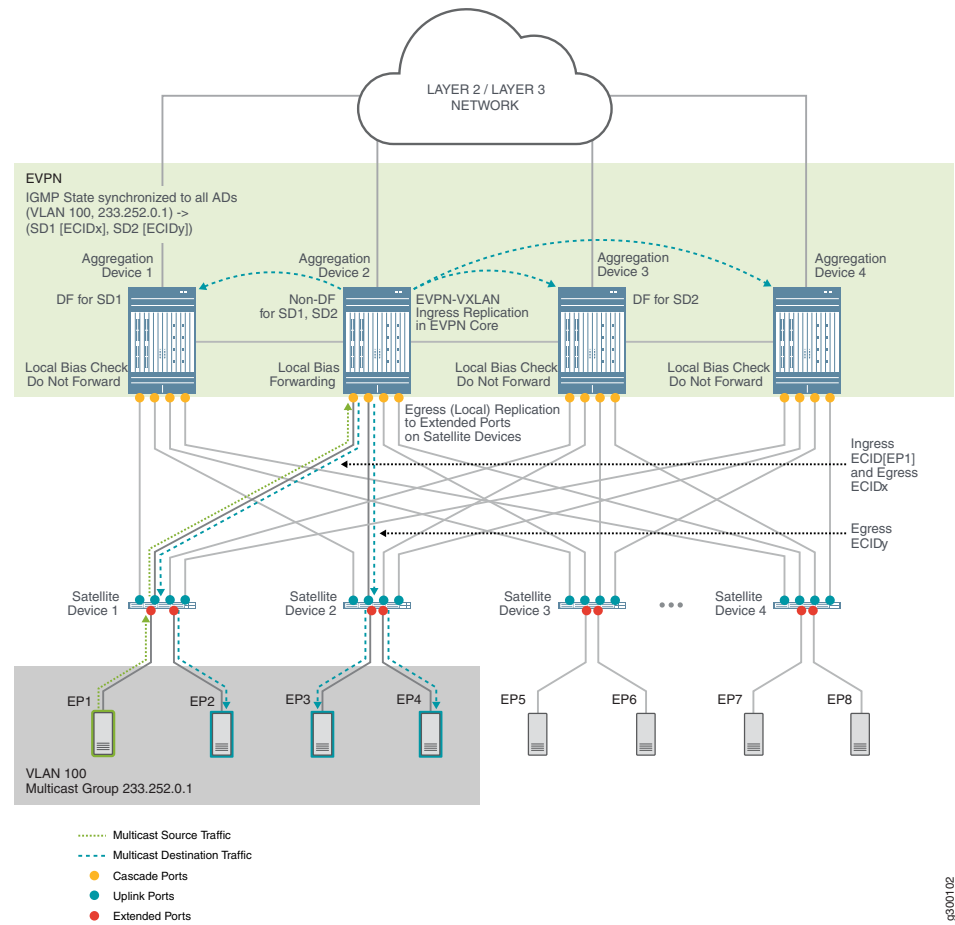 LAYER 2 / LAYER 3
NETWORK
EVPN
IGMP State synchronized to all ADs
(VLAN 100, 233.252.0.1) ->
(SD1 [ECIDx], SD2 [ECIDy])
Aggregation
Device 1
Aggregation
Device 2
Aggregation
Device 3
Aggregation
Device 4
DF for SD1
Non-DF
for SD1, SD2
EVPN-VXLAN
Ingress Replication
in EVPN Core
DF for SD2
Local Bias Check
Do Not Forward
Local Bias
Forwarding
Local Bias Check
Do Not Forward
Local Bias Check
Do Not Forward
Egress (Local) Replication
to Extended Ports
on Satellite Devices
Ingress
ECID[EP1]
and Egress
ECIDx
Egress
ECIDy
Satellite
Device 1
Satellite
Device 2
Satellite
Device 3
Satellite
Device 4
EP1
EP2
EP3
EP4
EP5
EP6
EP7
EP8
VLAN 100
Multicast Group 233.252.0.1
Multicast Source Traffic
Multicast Destination Traffic
Cascade Ports
Uplink Ports
Extended Ports
g300102